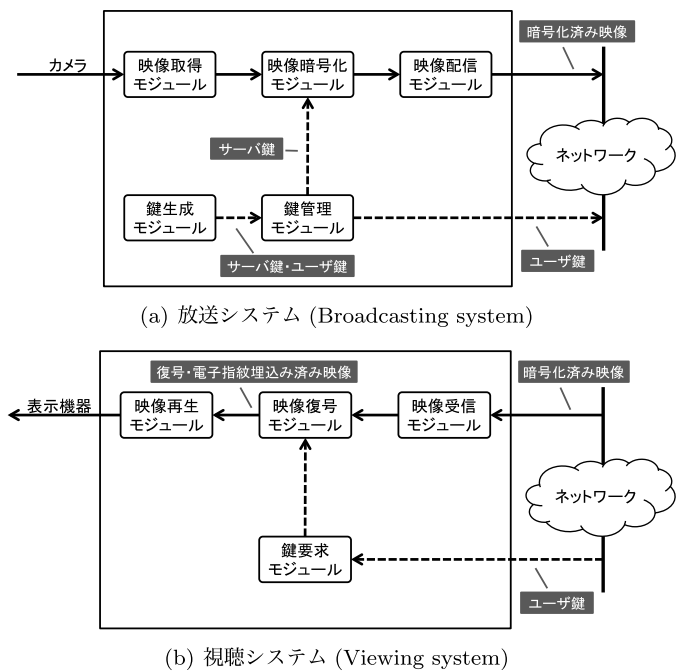 暗号化済み映像
カメラ
映像取得
モジュール
映像暗号化
モジュール
映像配信
モジュール
サーバ鍵
ネットワーク
鍵生成
モジュール
鍵管理
モジュール
サーバ鍵・ユーザ鍵
ユーザ鍵
(a) 放送システム (Broadcasting system)
復号・電子指紋埋込み済み映像
暗号化済み映像
表示機器
映像再生
モジュール
映像復号
モジュール
映像受信
モジュール
ネットワーク
鍵要求
モジュール
ユーザ鍵
(b) 視聴システム (Viewing system)